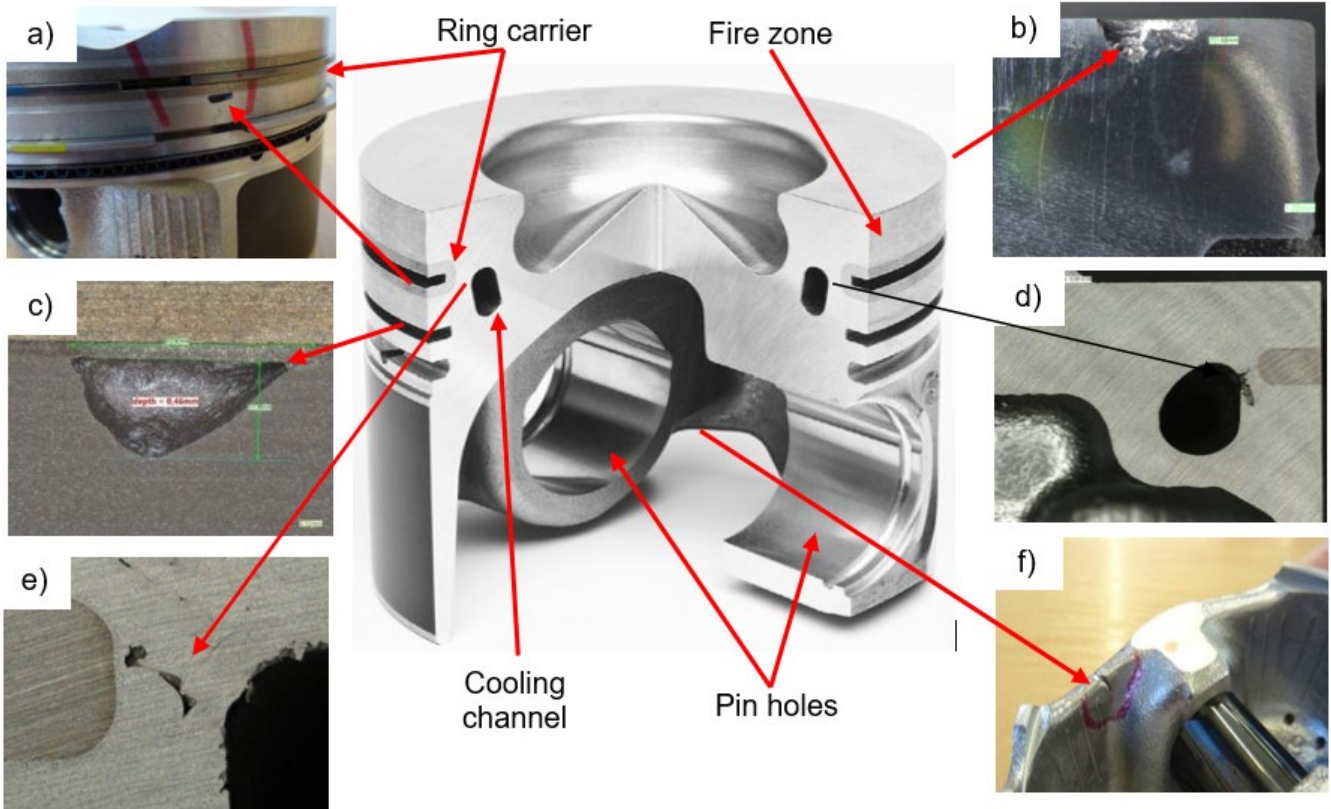 a)
Ring carrier
Fire zone
b)
c)
depth = 0.46mm
d)
e)
Cooling
channel
Pin holes
f)